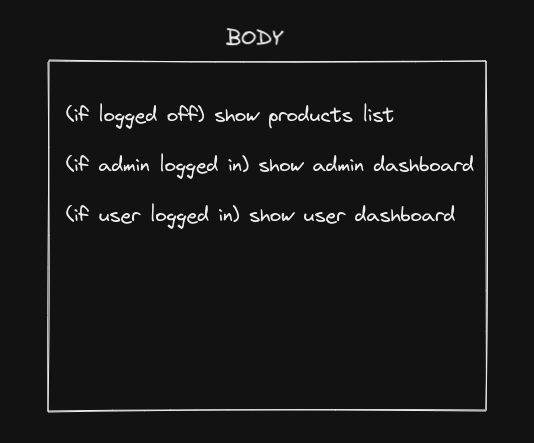 BODY
(if logged off) show products list
(if admin logged in) show admin dashboard
(if user logged in) show user dashboard